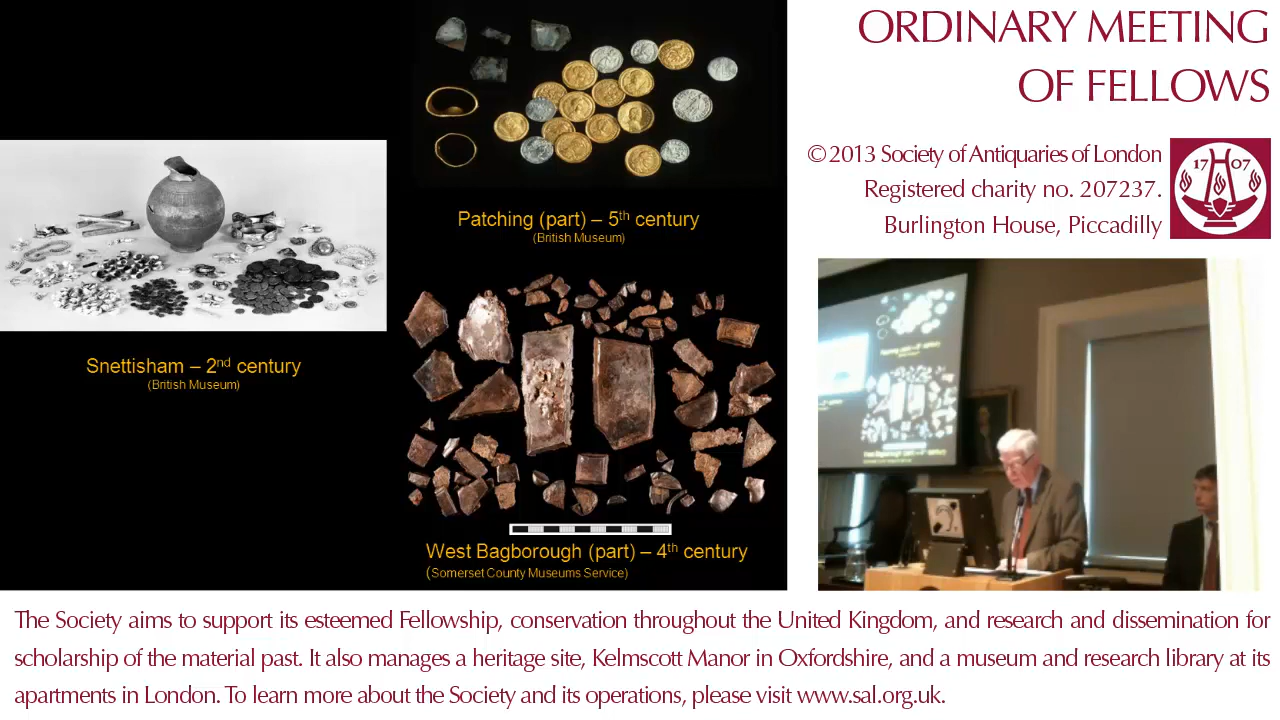 ORDINARY MEETING
OF FELLOWS
© 2013 Society of Antiquaries of London
Registered charity no. 207237.
Burlington House, Piccadilly
17 07
Patching (part) – 5th century
(British Museum)
Snettisham – 2nd century
(British Museum)
West Bagborough (part) – 4th century
(Somerset County Museums Service)
The Society aims to support its esteemed Fellowship, conservation throughout the United Kingdom, and research and dissemination for
scholarship of the material past. It also manages a heritage site, Kelmscott Manor in Oxfordshire, and a museum and research library at its
apartments in London. To learn more about the Society and its operations, please visit www.sal.org.uk.